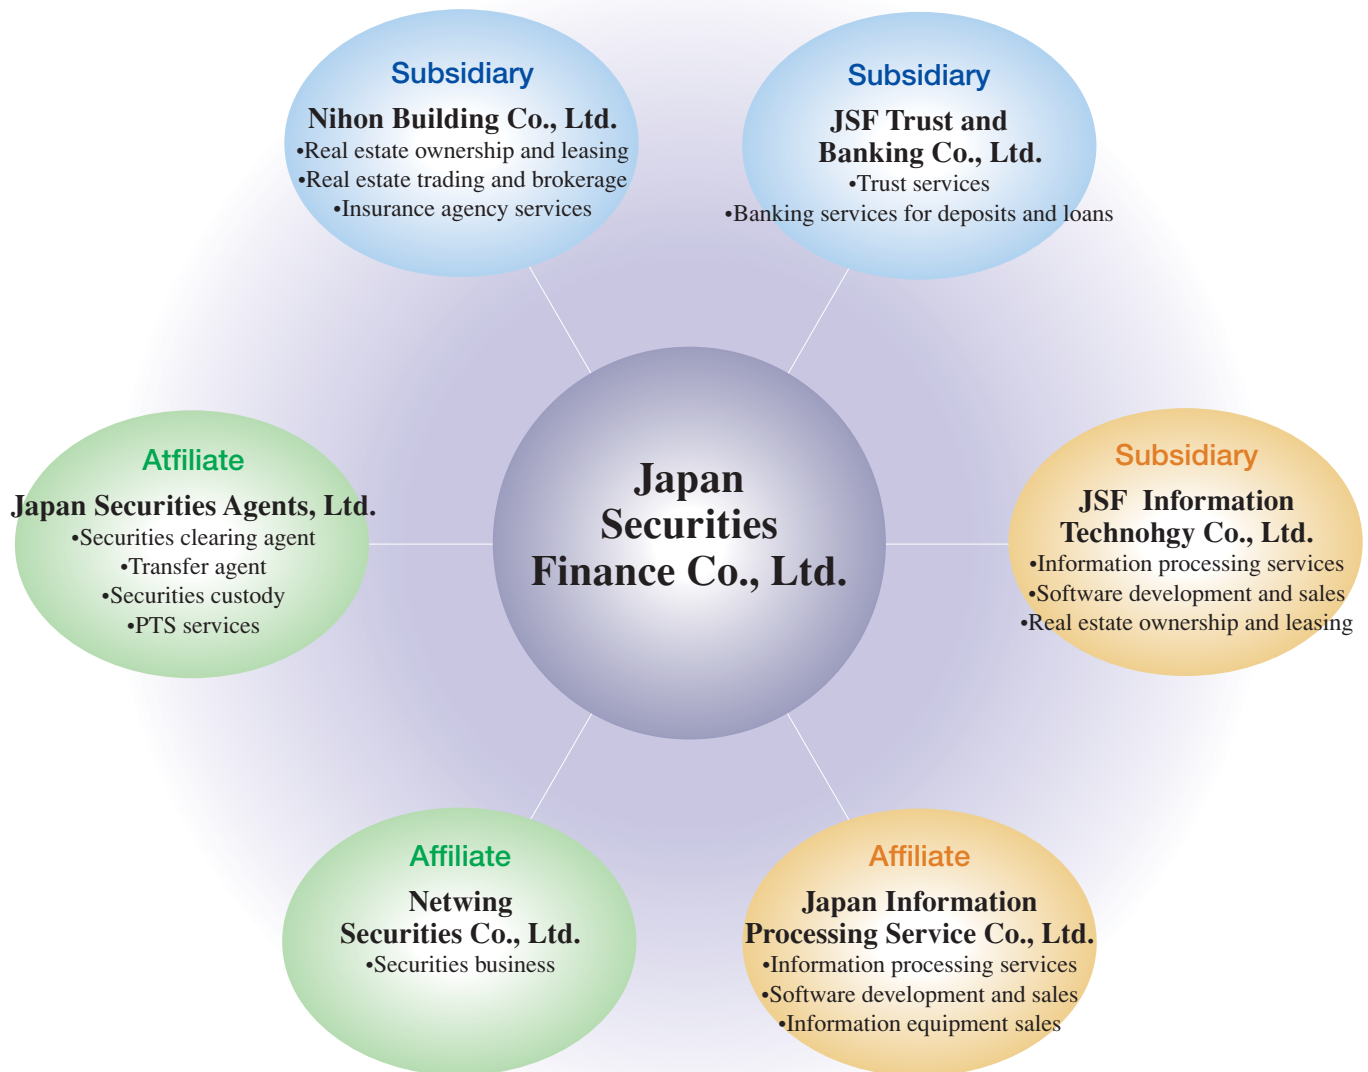 Subsidiary
Nihon Building Co., Ltd.
•Real estate ownership and leasing
•Real estate trading and brokerage
•Insurance agency services
Subsidiary
JSF Trust and
Banking Co., Ltd.
•Trust services
•Banking services for deposits and loans
Atfiliate
Japan Securities Agents, Ltd.
•Securities clearing agent
•Transfer agent
•Securities custody
•PTS services
Japan
Securities
Finance Co., Ltd.
Subsidiary
JSF Information
Technohgy Co., Ltd.
•Information processing services
•Software development and sales
•Real estate ownership and leasing
Affiliate
Netwing
Securities Co., Ltd.
•Securities business
Affiliate
Japan Information
Processing Service Co., Ltd.
•Information processing services
•Software development and sales
•Information equipment sales